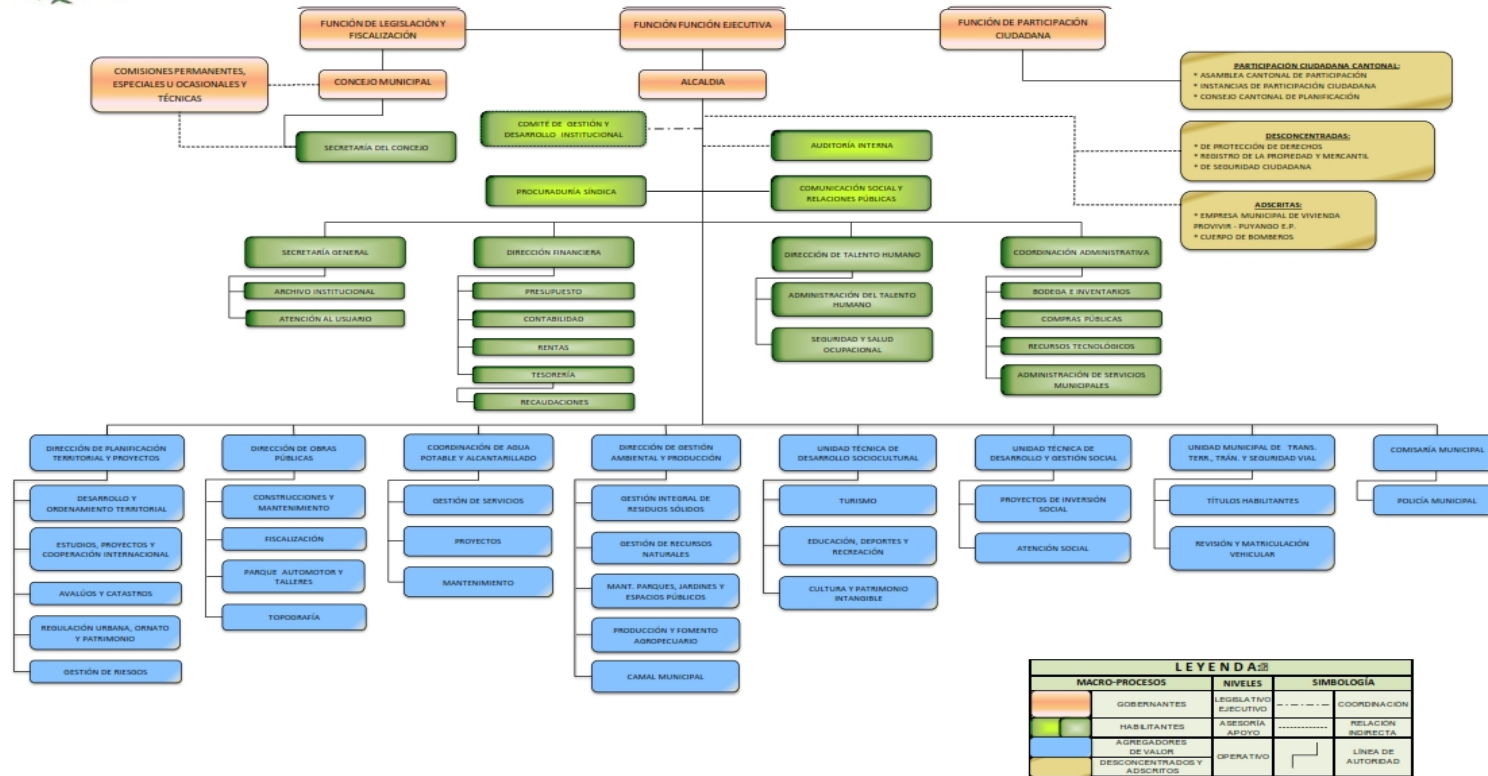 FUNCIÓN DE LEGISLACIÓN Y
FISCALIZACIÓN
FUNCIÓN FUNCIÓN EJECUTIVA
FUNCIÓN DE PARTICIPACIÓN
CIUDADANA
COMISIONES PERMANENTES,
ESPECIALES U OCASIONALES Y
TÉCNICAS
CONCEJO MUNICIPAL
ALCALDIA
PARTICIPACIÓN CIUDADANA CANTONAL:
* ASAMBLEA CANTONAL DE PARTICIPACIÓN
* INSTANCIAS DE PARTICIPACIÓN CIUDADANA
* CONSEJO CANTONAL DE PLANIFICACIÓN
SECRETARÍA DEL CONCEJO
COMITÉ DE GESTIÓN Y
DESARROLLO INSTITUCIONAL
AUDITORÍA INTERNA
DESCONCENTRADAS:
* DE PROTECCIÓN DE DERECHOS
* REGISTRO DE LA PROPIEDAD Y MERCANTIL
* DE SEGURIDAD CIUDADANA
PROCURADURÍA SÍNDICA
COMUNICACIÓN SOCIAL Y
RELACIONES PÚBLICAS
ADSCRITAS:
* EMPRESA MUNICIPAL DE VIVIENDA
PROVIVIR - PUYANGO E.P.
* CUERPO DE BOMBEROS
SECRETARÍA GENERAL
ARCHIVO INSTITUCIONAL
ATENCIÓN AL USUARIO
DIRECCIÓN FINANCIERA
PRESUPUESTO
CONTABILIDAD
RENTAS
TESORERÍA
RECAUDACIONES
DIRECCIÓN DE TALENTO HUMANO
ADMINISTRACIÓN DEL TALENTO
HUMANO
SEGURIDAD Y SALUD
OCUPACIONAL
COORDINACIÓN ADMINISTRATIVA
BODEGA E INVENTARIOS
COMPRAS PÚBLICAS
RECURSOS TECNOLÓGICOS
ADMINISTRACIÓN DE SERVICIOS
MUNICIPALES
DIRECCIÓN DE PLANIFICACIÓN
TERRITORIAL Y PROYECTOS
DESARROLLO Y
ORDENAMIENTO TERRITORIAL
ESTUDIOS, PROYECTOS Y
COOPERACIÓN INTERNACIONAL
AVALÚOS Y CATASTROS
REGULACIÓN URBANA, ORNATO
Y PATRIMONIO
GESTIÓN DE RIESGOS
DIRECCIÓN DE OBRAS
PÚBLICAS
CONSTRUCCIONES Y
MANTENIMIENTO
FISCALIZACIÓN
PARQUE AUTOMOTOR Y
TALLERES
TOPOGRAFÍA
COORDINACIÓN DE AGUA
POTABLE Y ALCANTARILLADO
GESTIÓN DE SERVICIOS
PROYECTOS
MANTENIMIENTO
DIRECCIÓN DE GESTIÓN
AMBIENTAL Y PRODUCCIÓN
GESTIÓN INTEGRAL DE
RESIDUOS SÓLIDOS
GESTIÓN DE RECURSOS
NATURALES
MANT. PARQUES, JARDINES Y
ESPACIOS PÚBLICOS
PRODUCCIÓN Y FOMENTO
AGROPECUARIO
CAMAL MUNICIPAL
UNIDAD TÉCNICA DE
DESARROLLO SOCIOCULTURAL
TURISMO
EDUCACIÓN, DEPORTES Y
RECREACIÓN
CULTURA Y PATRIMONIO
INTANGIBLE
UNIDAD TÉCNICA DE
DESARROLLO Y GESTIÓN SOCIAL
PROYECTOS DE INVERSIÓN
SOCIAL
ATENCIÓN SOCIAL
UNIDAD MUNICIPAL DE TRANS.
TERR., TRÁN. Y SEGURIDAD VIAL
TÍTULOS HABILITANTES
REVISIÓN Y MATRICULACIÓN
VEHICULAR
COMISARÍA MUNICIPAL
POLICÍA MUNICIPAL
LEYENDA
MACRO-PROCESOS NIVELES SIMBOLOGÍA
GOBERNANTES
LEGISLATIVO
EJECUTIVO
COORDINACIÓN
HABILITANTES
ASESORÍA
APOYO
RELACIÓN
INDIRECTA
AGREGADORES
DE VALOR
DESCONCENTRADOS Y
ADSCRITOS
OPERATIVO
LÍNEA DE
AUTORIDAD